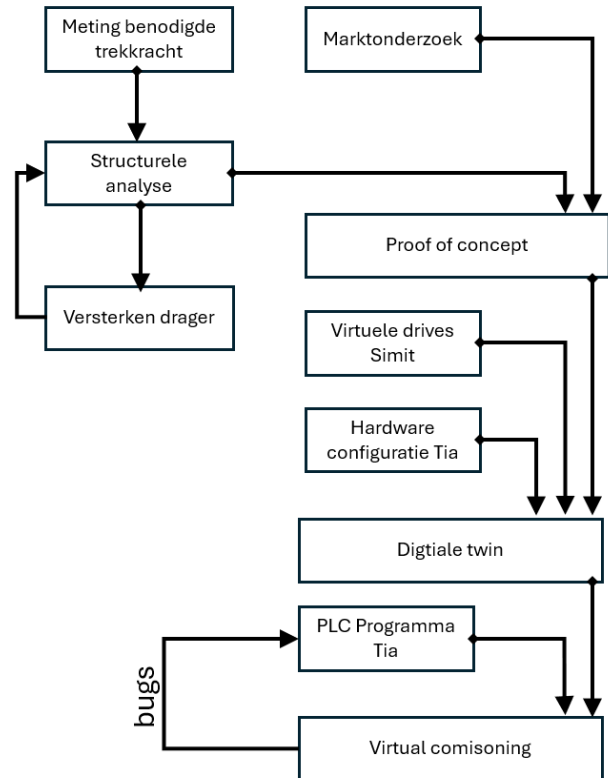 Meting benodigde
trekkracht
Marktonderzoek
Structurele
analyse
Proof of concept
Versterken drager
Virtuele drives
Simit
Hardware
configuratie Tia
Digtiale twin
PLC Programma
Tia
bugs
Virtual comisoning